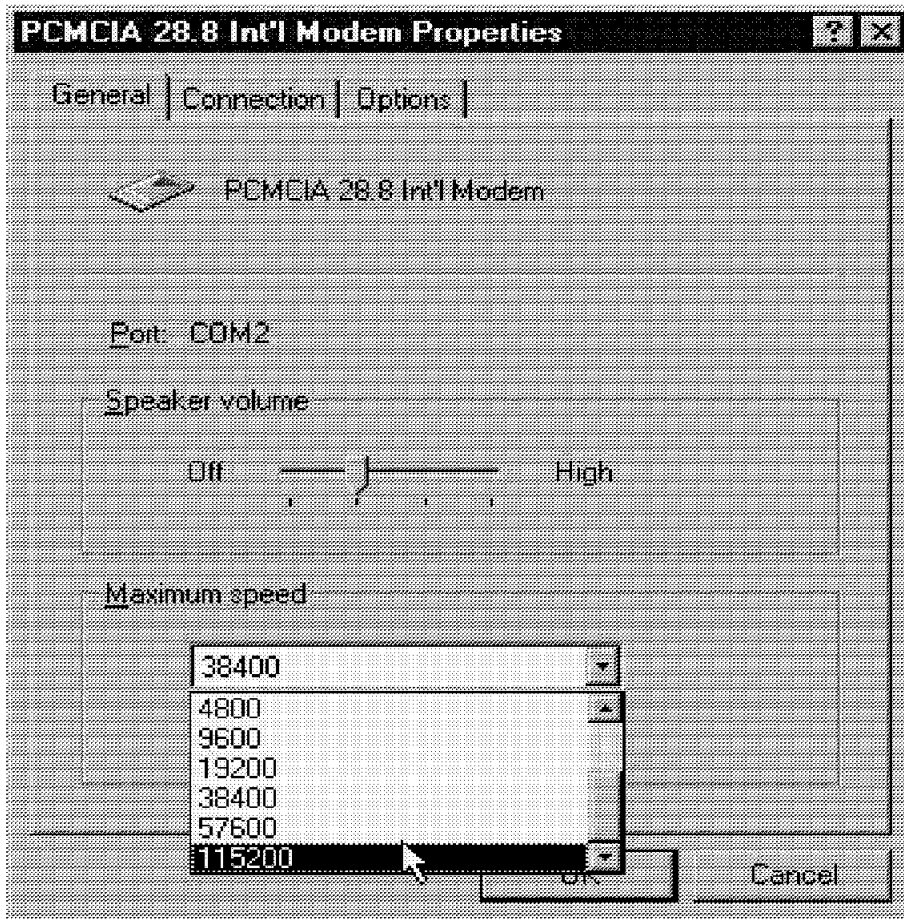 PCMCIA 28.8 Int'l Modem Properties ? ×
General Connection Options
PCMCIA 28.8 Int'l Modem
Port: COM2
Speaker volume
Off High
Maximum speed
38400
4800
9600
19200
38400
57600
115200
OK Cancel